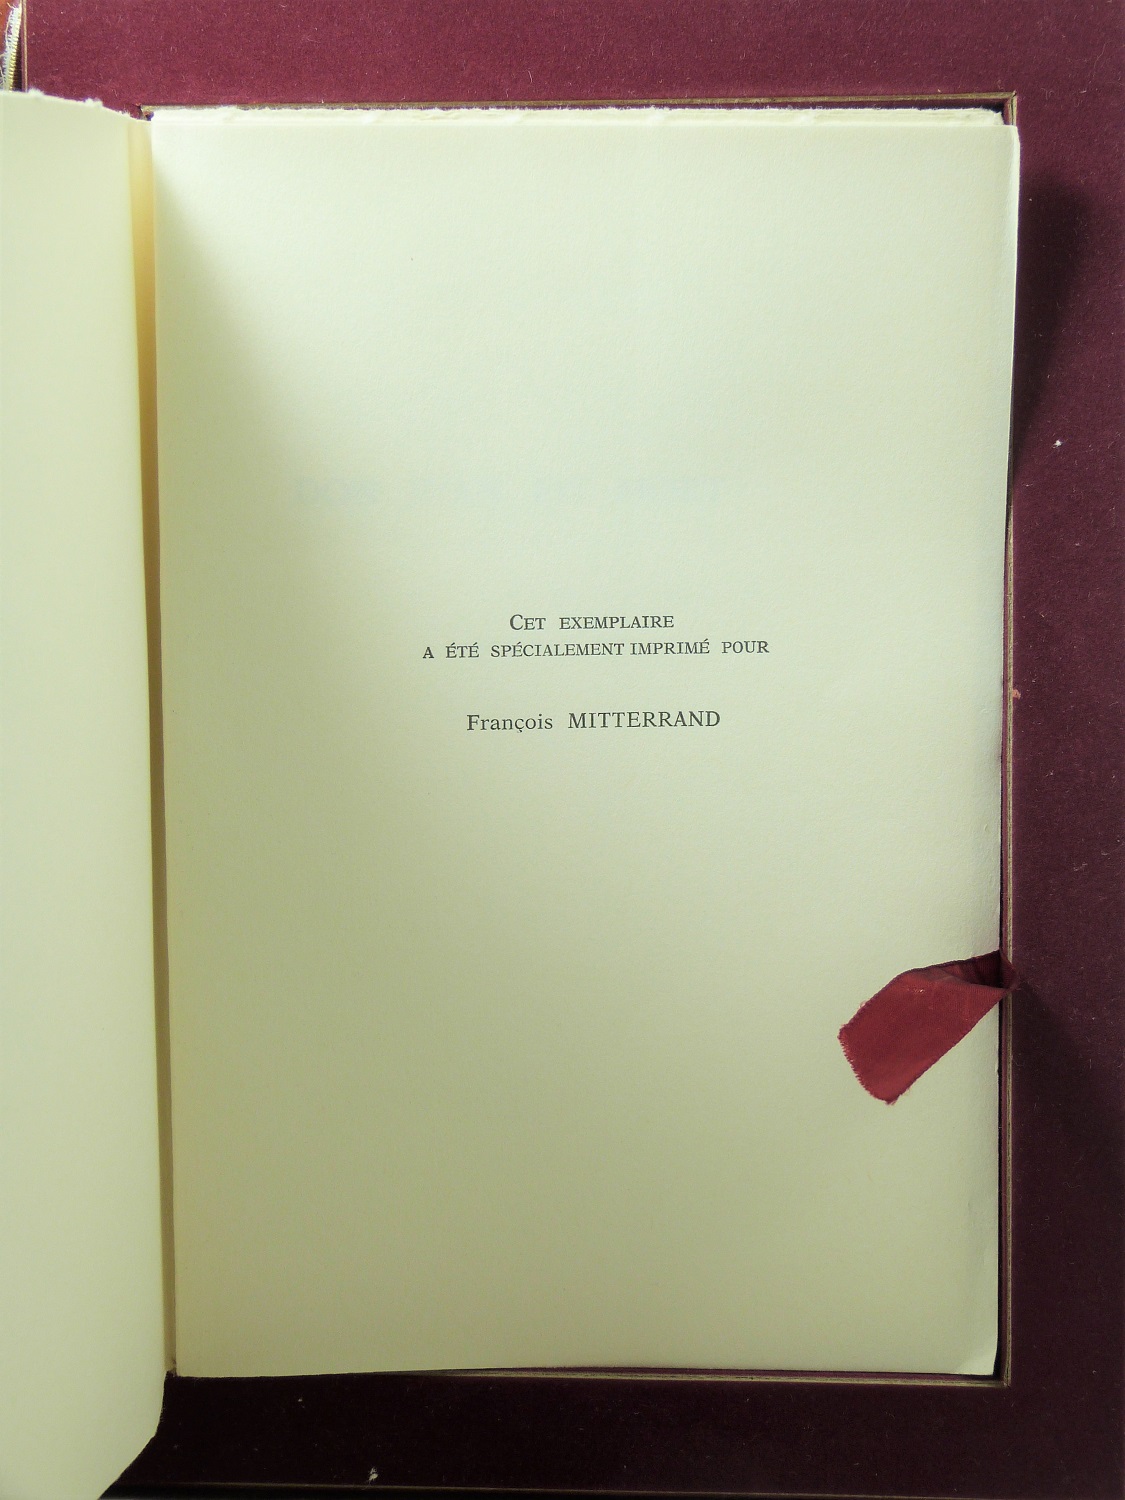 Cet exemplaire
a été spécialement imprimé pour
François MITTERRAND